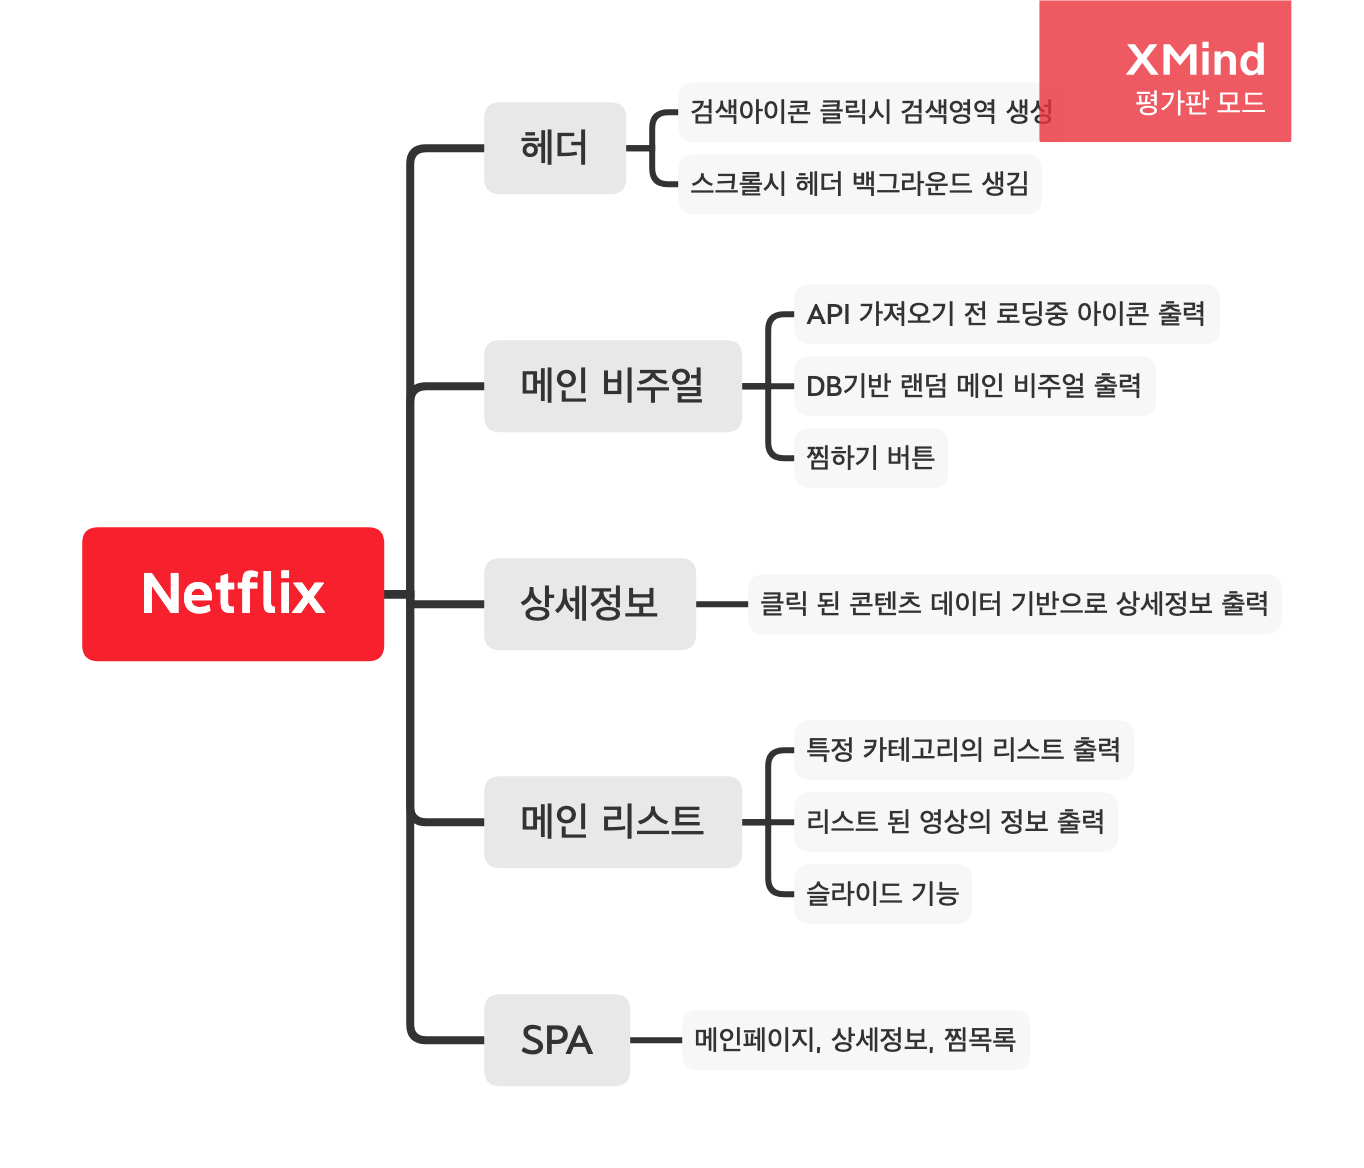 XMind
평가판 모드
Netflix
헤더
검색아이콘 클릭시 검색영역 생성
스크롤시 헤더 백그라운드 생김
메인 비주얼
API 가져오기 전 로딩중 아이콘 출력
DB기반 랜덤 메인 비주얼 출력
찜하기 버튼
상세정보
클릭 된 콘텐츠 데이터 기반으로 상세정보 출력
메인 리스트
특정 카테고리의 리스트 출력
리스트 된 영상의 정보 출력
슬라이드 기능
SPA
메인페이지, 상세정보, 찜목록